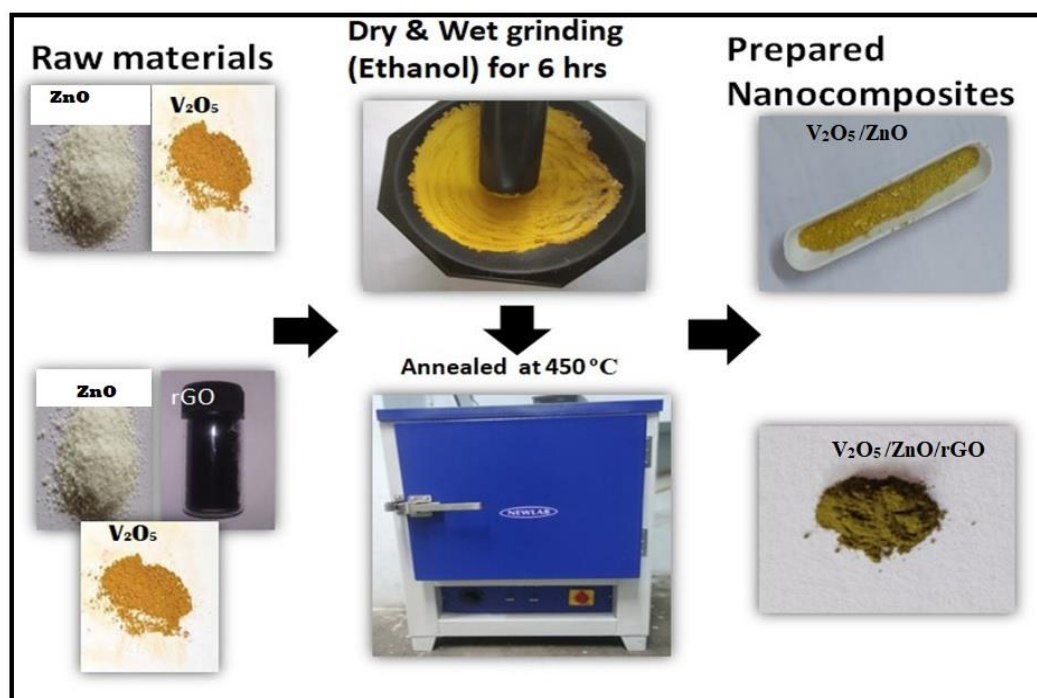 Raw materials
ZnO
V₂O₅
Dry & Wet grinding
(Ethanol) for 6 hrs
Prepared
Nanocomposites
V₂O₅ /ZnO
ZnO
rGO
V₂O₅
Annealed at 450 °C
NEWLAB
V₂O₅ /ZnO/rGO